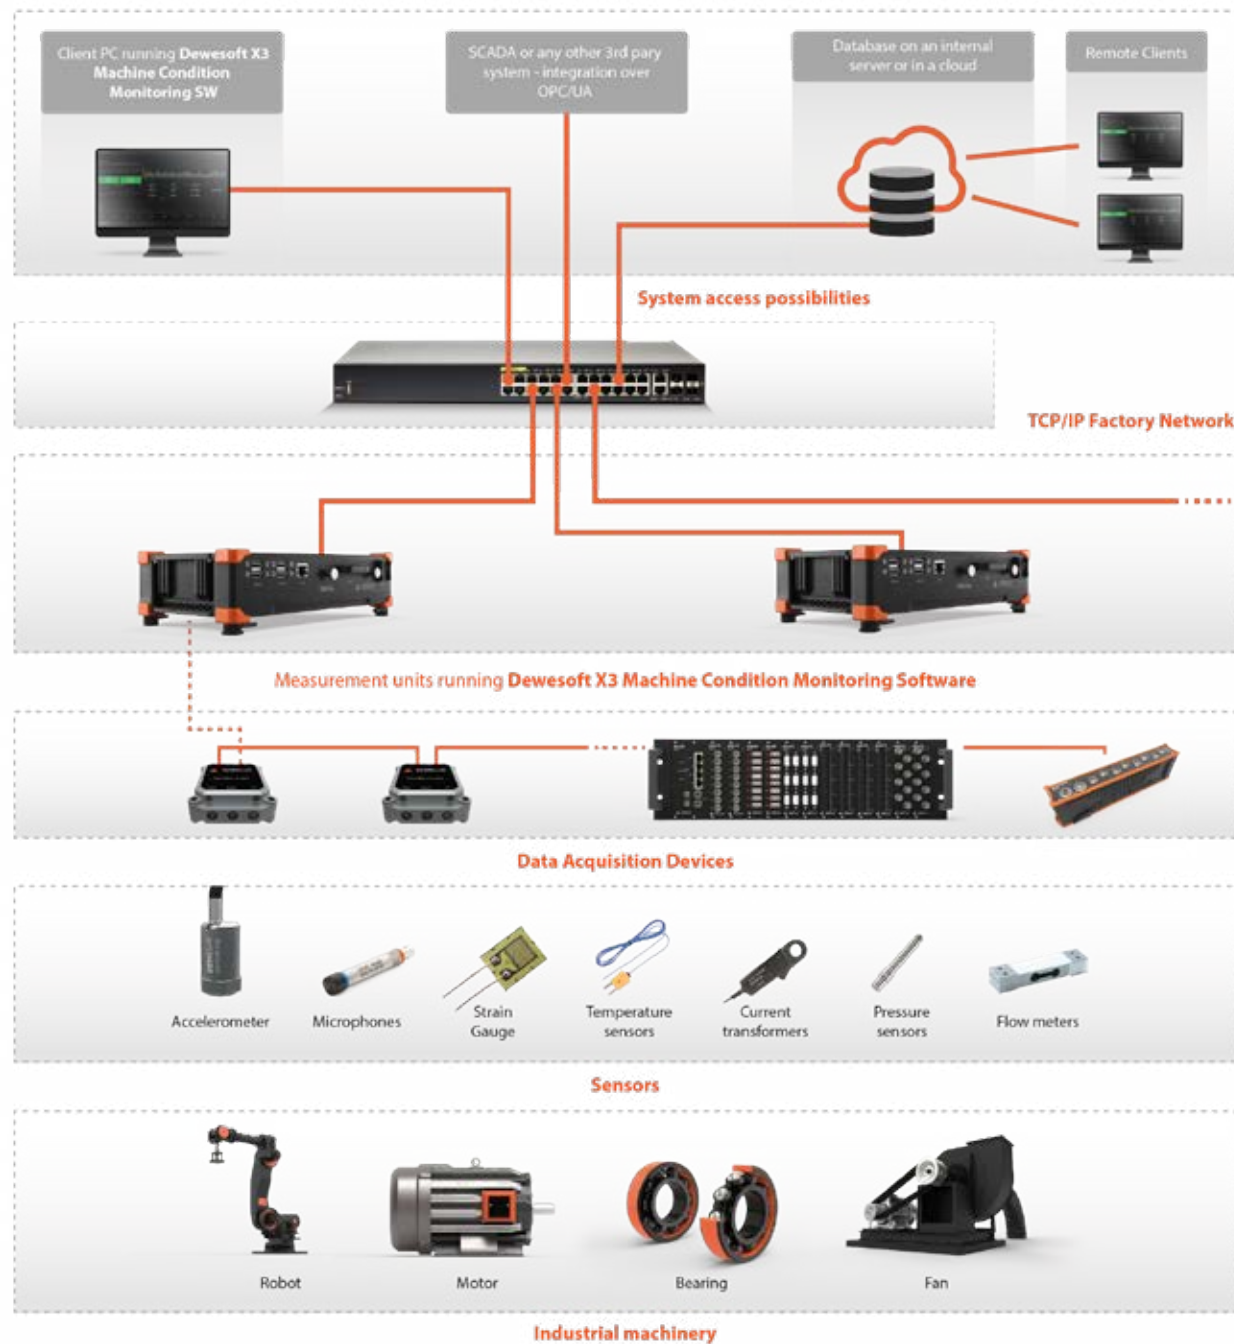 Client PC running Dewesoft X3
Machine Condition
Monitoring SW
SCADA or any other 3rd pary
system - integration over
OPC/UA
Database on an internal
server or in a cloud
Remote Clients
System access possibilities
TCP/IP Factory Network
Measurement units running Dewesoft X3 Machine Condition Monitoring Software
Data Acquisition Devices
Accelerometer
Microphones
Strain
Gauge
Temperature
sensors
Current
transformers
Pressure
sensors
Flow meters
Sensors
Robot
Motor
Bearing
Fan
Industrial machinery